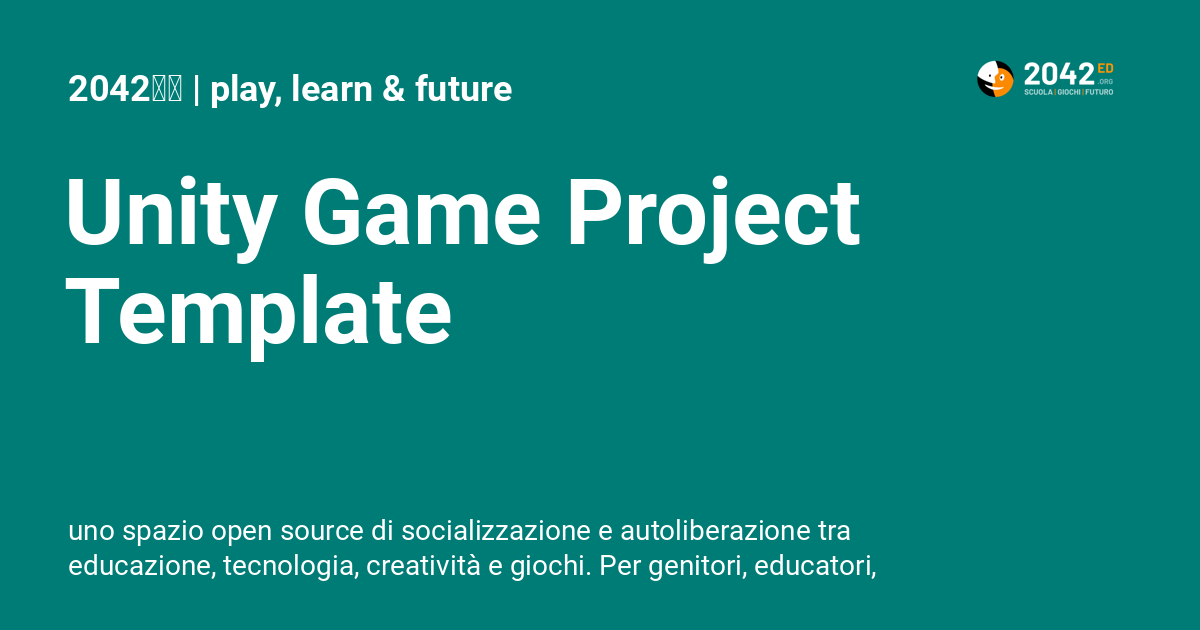 2042 | play, learn & future
2042 ED
.ORG
SCUOLA | GIOCHI | FUTURO
Unity Game Project
Template
uno spazio open source di socializzazione e autoliberazione tra
educazione, tecnologia, creatività e giochi. Per genitori, educatori,